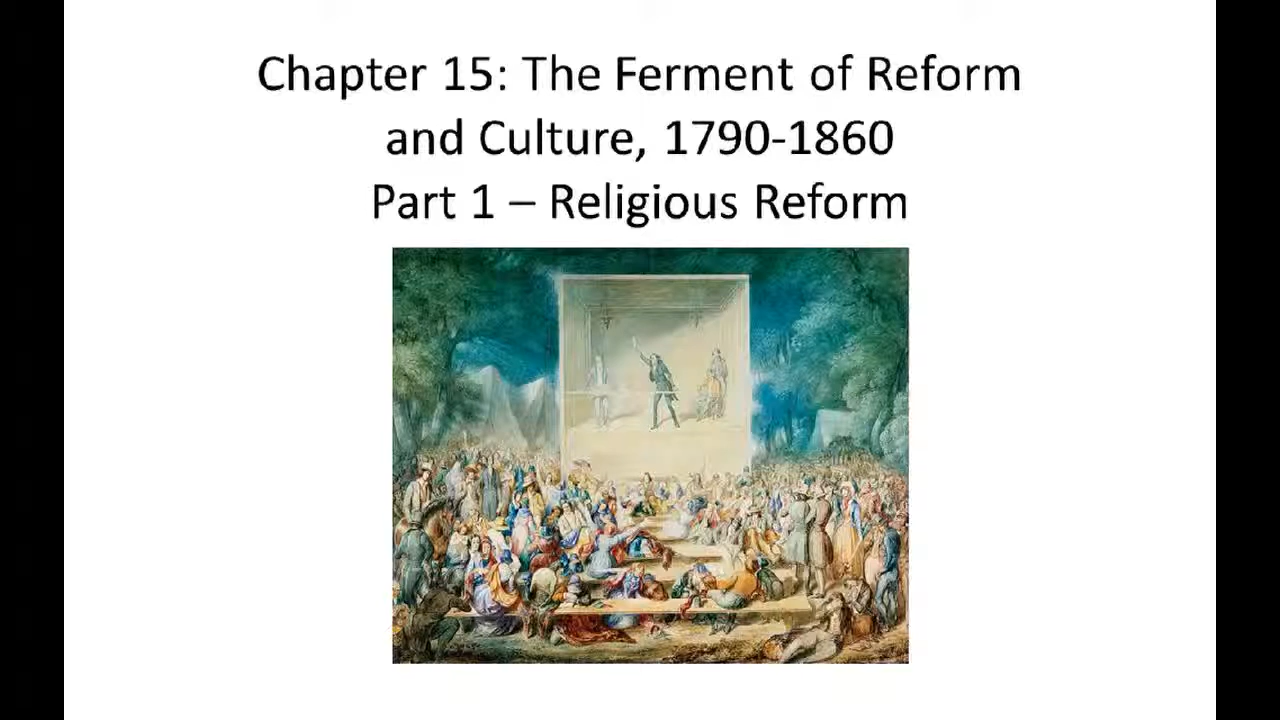 Chapter 15: The Ferment of Reform
and Culture, 1790-1860
Part 1 – Religious Reform